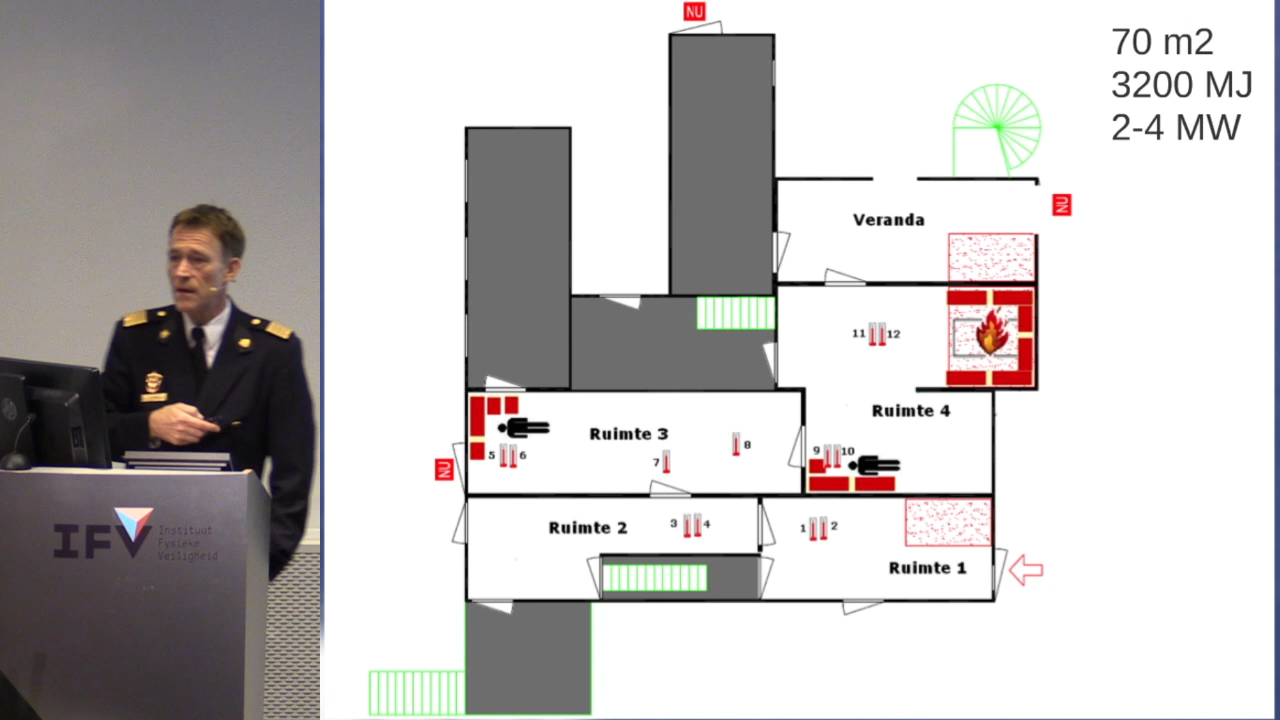 NU
70 m2
3200 MJ
2-4 MW
NU
Veranda
11
12
Ruimte 4
Ruimte 3
8
5
6
7
9
10
NU
Ruimte 2
3
4
1
2
Ruimte 1
IFV
Instituut
Fysieke
Veiligheid